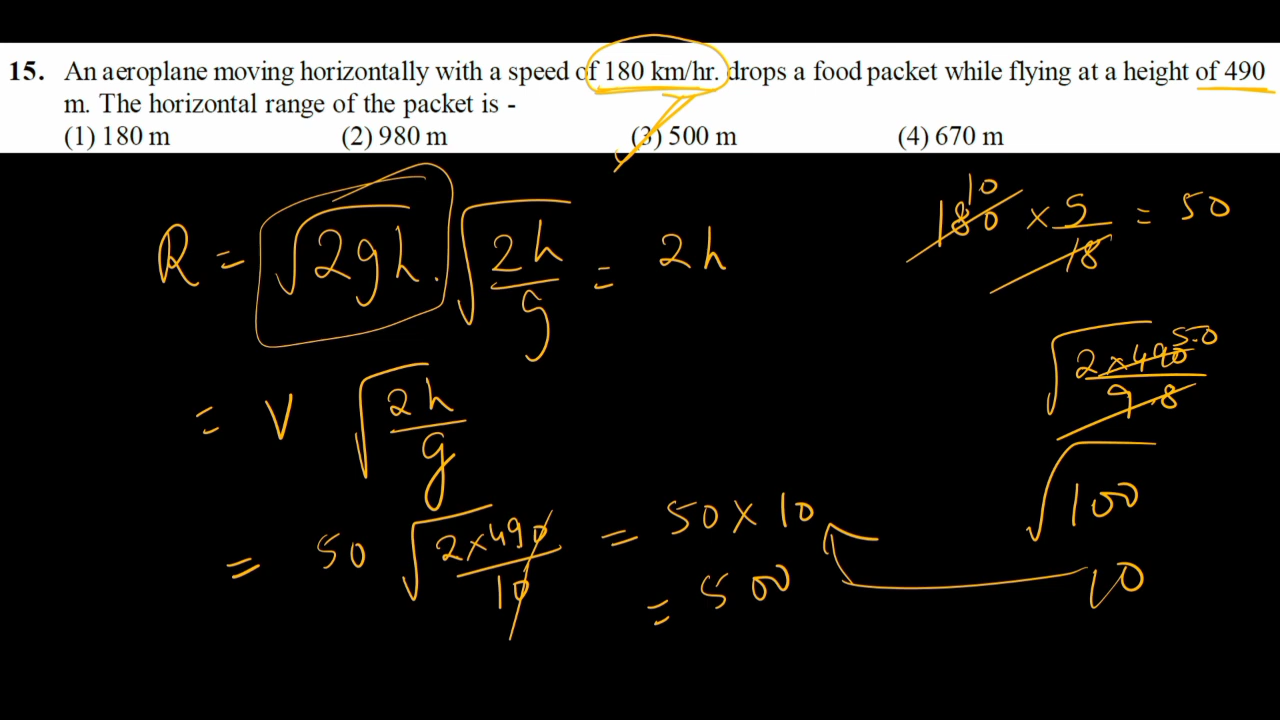 15. An aeroplane moving horizontally with a speed of 180 km/hr. drops a food packet while flying at a height of 490
m. The horizontal range of the packet is -
(1) 180 m (2) 980 m (3) 500 m (4) 670 m
R = √2gh . √2h/g = 2h
180 10 × 5/18 = 50
= V √2h/g
√2×490/9.8 50
√100
= 50 √2×490/10 = 50 × 10
10
= 500